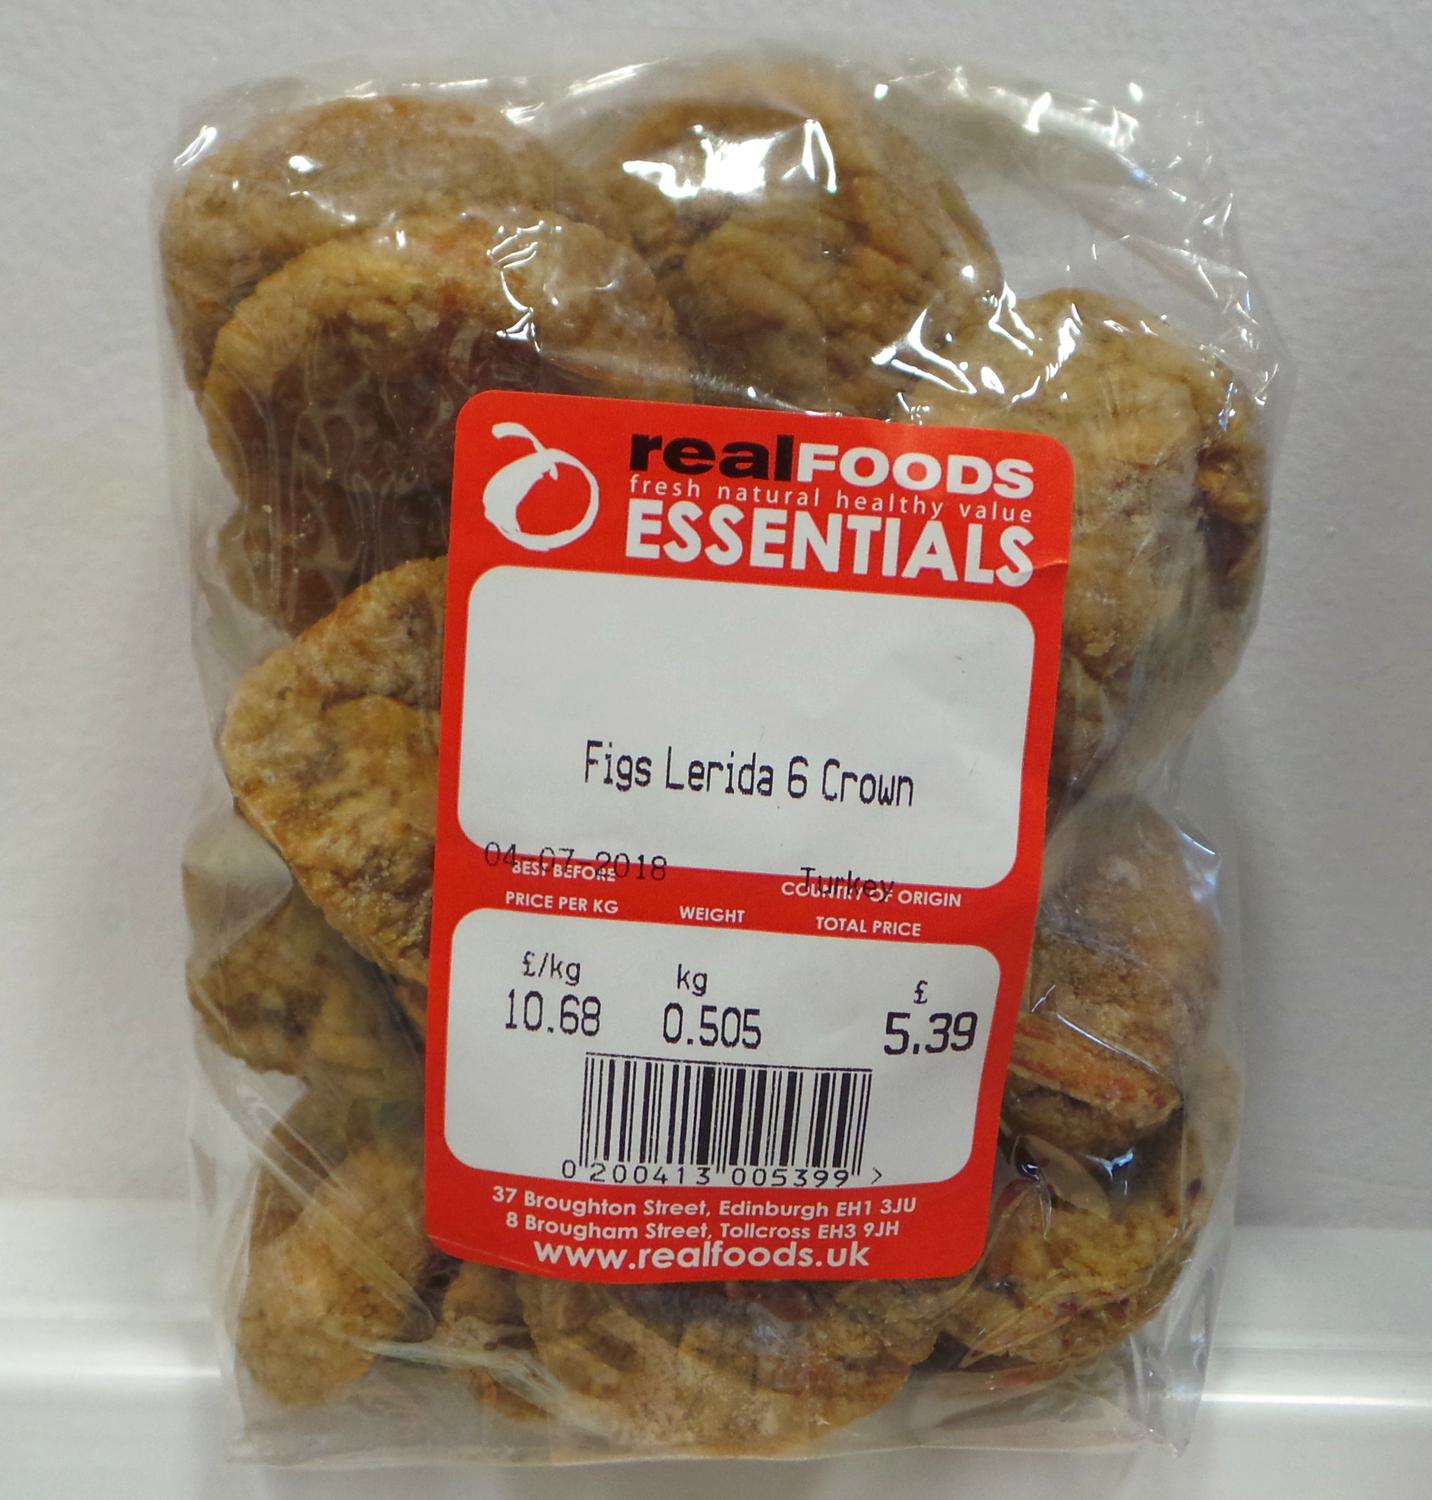 realFOODS
fresh natural healthy value
ESSENTIALS
Figs Lerida 6 Crown
04-07-2018 Turkey
BEST BEFORE COUNTRY OF ORIGIN
PRICE PER KG WEIGHT TOTAL PRICE
£/kg kg £
10.68 0.505 5.39
0 200413 005399 >
37 Broughton Street, Edinburgh EH1 3JU
8 Brougham Street, Tollcross EH3 9JH
www.realfoods.uk